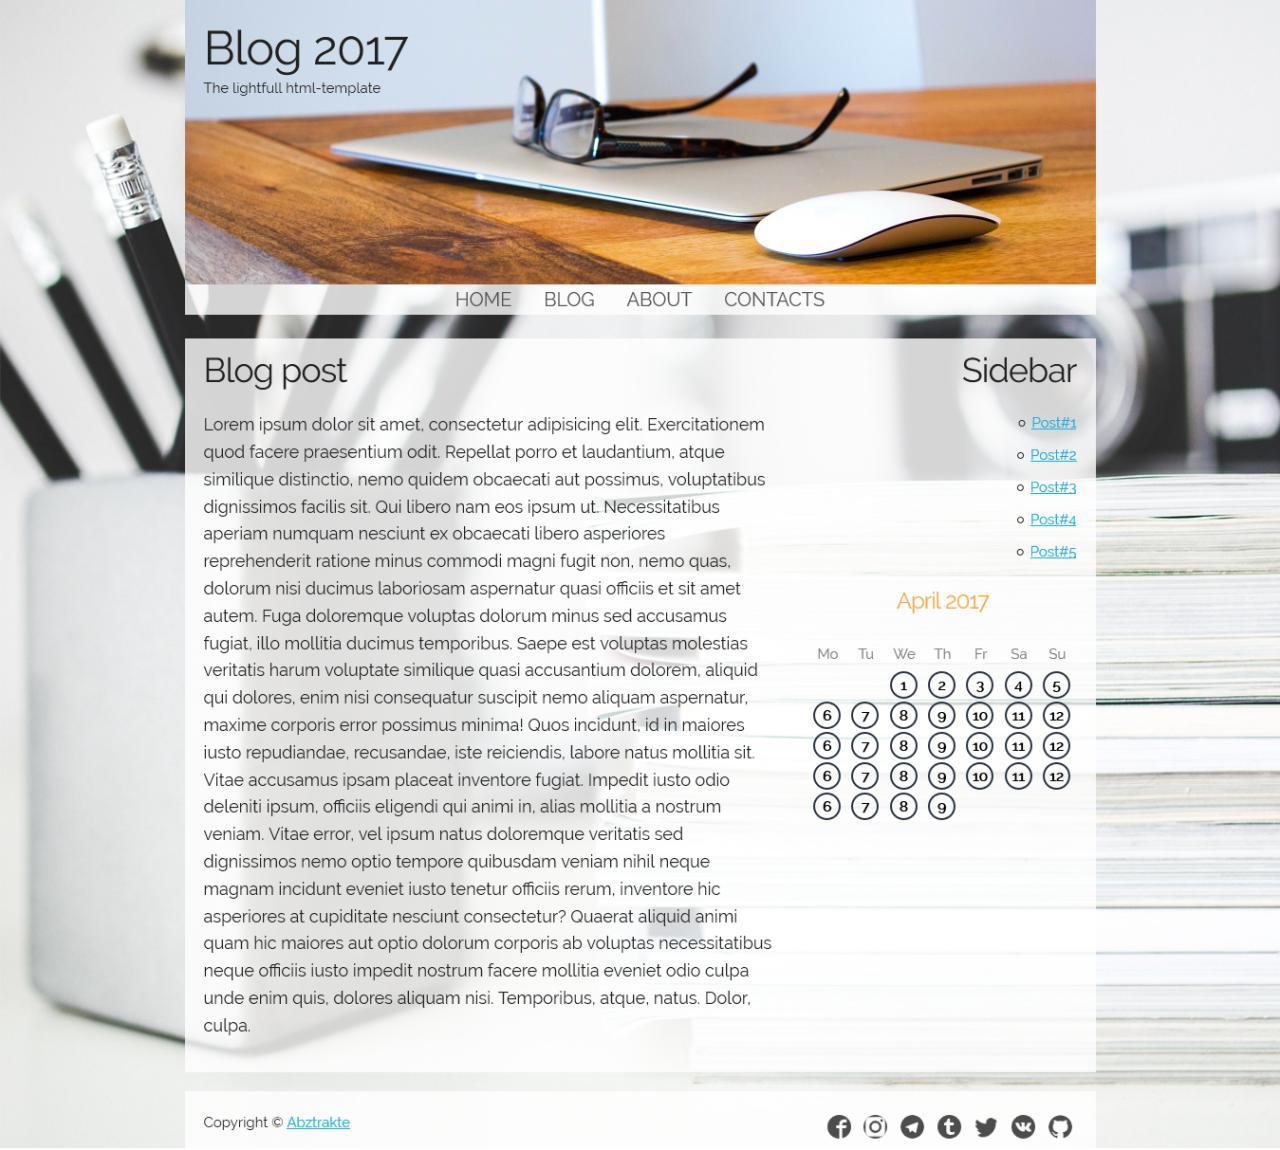 Blog 2017
The lightfull html-template
HOME BLOG ABOUT CONTACTS
Blog post
Lorem ipsum dolor sit amet, consectetur adipisicing elit. Exercitationem
quod facere praesentium odit. Repellat porro et laudantium, atque
similique distinctio, nemo quidem obcaecati aut possimus, voluptatibus
dignissimos facilis sit. Qui libero nam eos ipsum ut. Necessitatibus
aperiam numquam nesciunt ex obcaecati libero asperiores
reprehenderit ratione minus commodi magni fugit non, nemo quas,
dolorum nisi ducimus laboriosam aspernatur quasi officiis et sit amet
autem. Fuga doloremque voluptas dolorum minus sed accusamus
fugiat, illo mollitia ducimus temporibus. Saepe est voluptas molestias
veritatis harum voluptate similique quasi accusantium dolorem, aliquid
qui dolores, enim nisi consequatur suscipit nemo aliquam aspernatur,
maxime corporis error possimus minima! Quos incidunt, id in maiores
iusto repudiandae, recusandae, iste reiciendis, labore natus mollitia sit.
Vitae accusamus ipsam placeat inventore fugiat. Impedit iusto odio
deleniti ipsum, officiis eligendi qui animi in, alias mollitia a nostrum
veniam. Vitae error, vel ipsum natus doloremque veritatis sed
dignissimos nemo optio tempore quibusdam veniam nihil neque
magnam incidunt eveniet iusto tenetur officiis rerum, inventore hic
asperiores at cupiditate nesciunt consectetur? Quaerat aliquid animi
quam hic maiores aut optio dolorum corporis ab voluptas necessitatibus
neque officiis iusto impedit nostrum facere mollitia eveniet odio culpa
unde enim quis, dolores aliquam nisi. Temporibus, atque, natus. Dolor,
culpa.
Sidebar
Post#1
Post#2
Post#3
Post#4
Post#5
April 2017
Mo Tu We Th Fr Sa Su
1 2 3 4 5
6 7 8 9 10 11 12
6 7 8 9 10 11 12
6 7 8 9 10 11 12
6 7 8 9
Copyright © Abztrakte